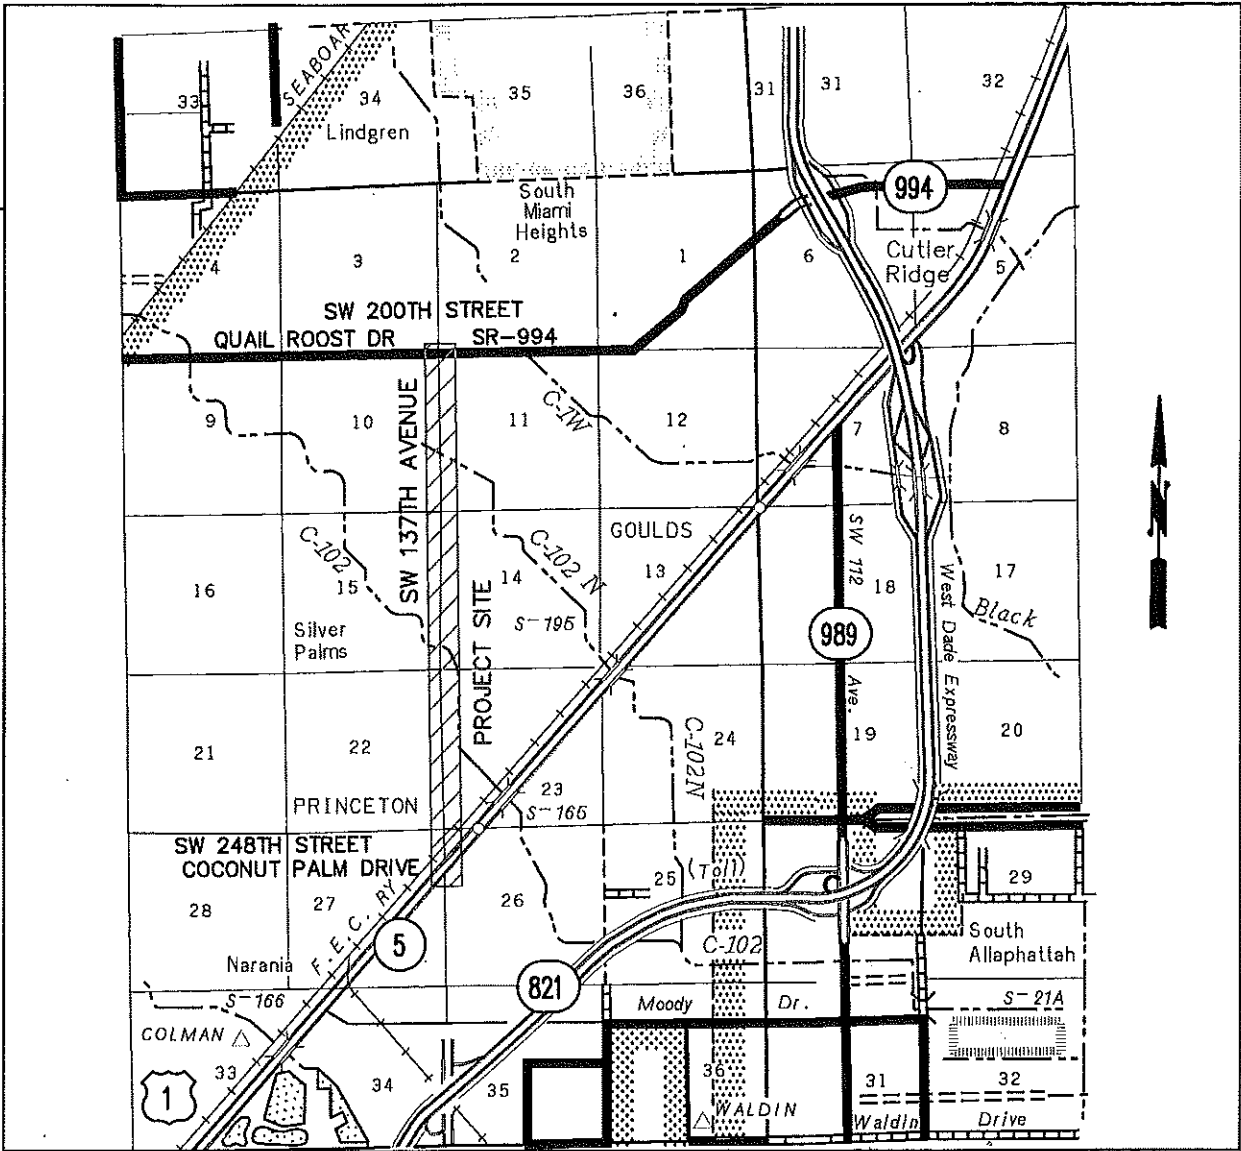 SEABOAR
33
34
35
36
31
31
32
Lindgren
994
South
Miami
Heights
Cutler
Ridge
4
3
2
1
6
5
SW 200TH STREET
QUAIL ROOST DR
SR-994
9
10
11
12
7
8
C-1W
SW 137TH AVENUE
PROJECT SITE
N
GOULDS
C-102
C-102 N
16
15
14
13
18
17
SW 112
Ave.
West Dade Expressway
Black
S-195
Silver
Palms
989
21
22
23
24
19
20
C-102N
PRINCETON
S-165
SW 248TH STREET
COCONUT PALM DRIVE
28
27
26
25
(Toll)
29
F.E.C. RY
5
C-102
South
Allapattah
Narania
S-166
821
Moody
Dr.
S-21A
COLMAN
33
34
35
36
31
32
1
WALDIN
Waldin
Drive